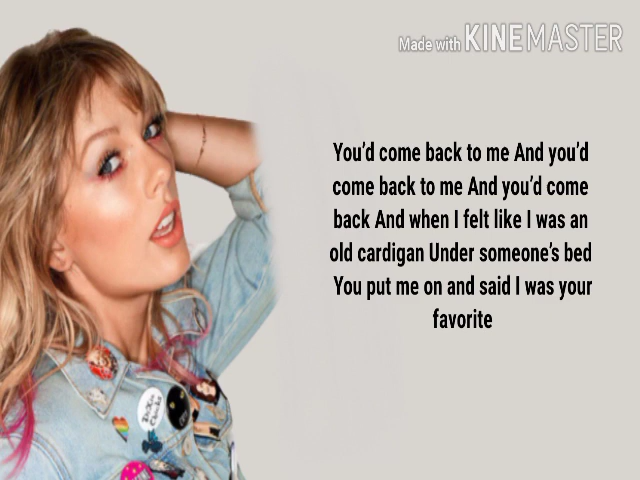 Made with KINEMASTER
You'd come back to me And you'd
come back to me And you'd come
back And when I felt like I was an
old cardigan Under someone's bed
You put me on and said I was your
favorite